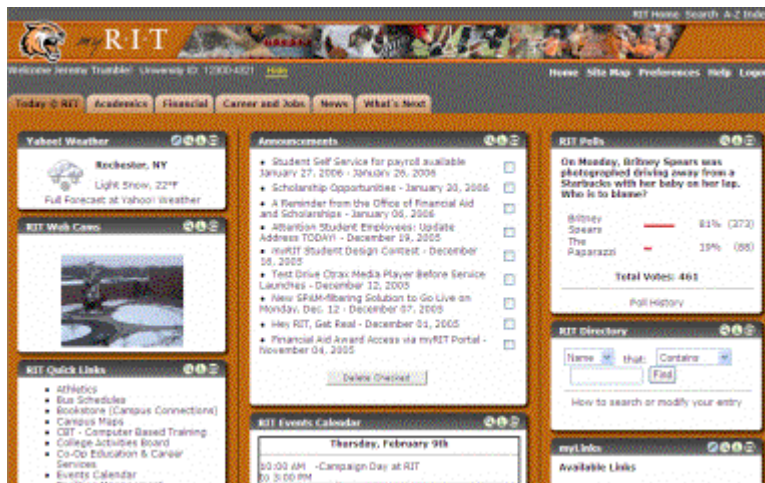 RIT Home Search A-Z Index
my R·I·T
Welcome Jeremy Trumble! University ID: Hide
Home Site Map Preferences Help Logo
Today @ RIT Academics Financial Career and Jobs News What's Next
Yahoo! Weather
Rochester, NY
Light Snow, 22°F
Full Forecast at Yahoo! Weather
RIT Web Cams
RIT Quick Links
• Athletics
• Bus Schedules
• Bookstore (Campus Connections)
• Campus Maps
• CBT - Computer Based Training
• College Activities Board
• Co-Op Education & Career
Services
• Events Calendar
Announcements
• Student Self Service for payroll available
January 27, 2006 - January 28, 2006
• Scholarship Opportunities - January 20, 2006
• A Reminder from the Office of Financial Aid
and Scholarships - January 06, 2006
• Attention Student Employees: Update
Address TODAY! - December 19, 2005
• myRIT Student Design Contest - December
16, 2005
• Test Drive Otrax Media Player Before Service
Launches - December 12, 2005
• New SPAM-filtering Solution to Go Live on
Monday, Dec. 12 - December 07, 2005
• Hey RIT, Get Real - December 01, 2005
• Financial Aid Award Access via myRIT Portal -
November 04, 2005
Delete Checked
RIT Events Calendar
Thursday, February 9th
10:00 AM -Campaign Day at RIT
to 3:00 PM
RIT Polls
On Monday, Britney Spears was
photographed driving away from a
Starbucks with her baby on her lap.
Who is to blame?
Britney
Spears 81% (373)
The
Paparazzi 19% (88)
Total Votes: 461
Poll History
RIT Directory
Name that: Contains
Find
How to search or modify your entry
myLinks
Available Links